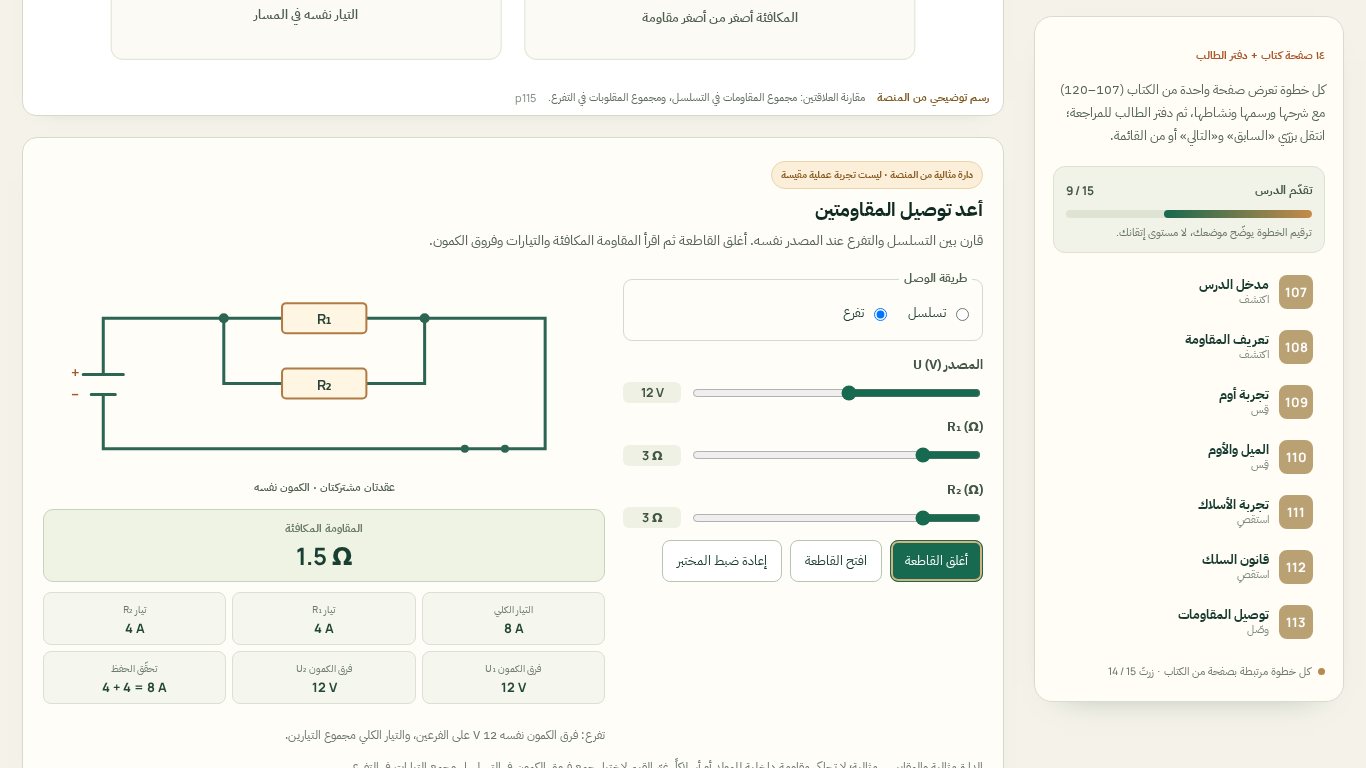 ١٤ صفحة كتاب + دفتر الطالب
كل خطوة تعرض صفحة واحدة من الكتاب (107–120)
مع شرحها ورسمها ونشاطها، ثم دفتر الطالب للمراجعة؛
انتقل بزرّي «السابق» و«التالي» أو من القائمة.
تقدّم الدرس 9 / 15
ترقيم الخطوة يوضّح موضعك، لا مستوى إتقانك.
107 مدخل الدرس
اكتشف
108 تعريف المقاومة
اكتشف
109 تجربة أوم
قِس
110 الميل والأوم
قِس
111 تجربة الأسلاك
استقصِ
112 قانون السلك
استقصِ
113 توصيل المقاومات
وصّل
كل خطوة مرتبطة بصفحة من الكتاب · زرتَ 15 / 14
المكافئة أصغر من أصغر مقاومة
التيار نفسه في المسار
رسم توضيحي من المنصة مقارنة العلاقتين: مجموع المقاومات في التسلسل، ومجموع المقلوبات في التفرع. p115
دارة مثالية من المنصة · ليست تجربة عملية مقيسة
أعد توصيل المقاومتين
قارن بين التسلسل والتفرع عند المصدر نفسه. أغلق القاطعة ثم اقرأ المقاومة المكافئة والتيارات وفروق الكمون.
طريقة الوصل
تسلسل
تفرع
المصدر U (V)
12 V
R₁ (Ω)
3 Ω
R₂ (Ω)
3 Ω
أغلق القاطعة
افتح القاطعة
إعادة ضبط المختبر
R₁
R₂
+
−
عقدتان مشتركتان · الكمون نفسه
المقاومة المكافئة
1.5 Ω
التيار الكلي
8 A
تيار R₁
4 A
تيار R₂
4 A
فرق الكمون U₁
12 V
فرق الكمون U₂
12 V
تحقّق الحفظ
4 + 4 = 8 A
تفرع: فرق الكمون نفسه 12 V على الفرعين، والتيار الكلي مجموع التيارين.